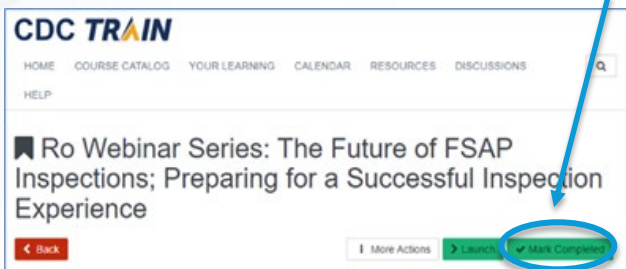 CDC TRAIN
HOME COURSE CATALOG YOUR LEARNING CALENDAR RESOURCES DISCUSSIONS
HELP
Ro Webinar Series: The Future of FSAP
Inspections; Preparing for a Successful Inspection
Experience
Back More Actions Launch Mark Completed